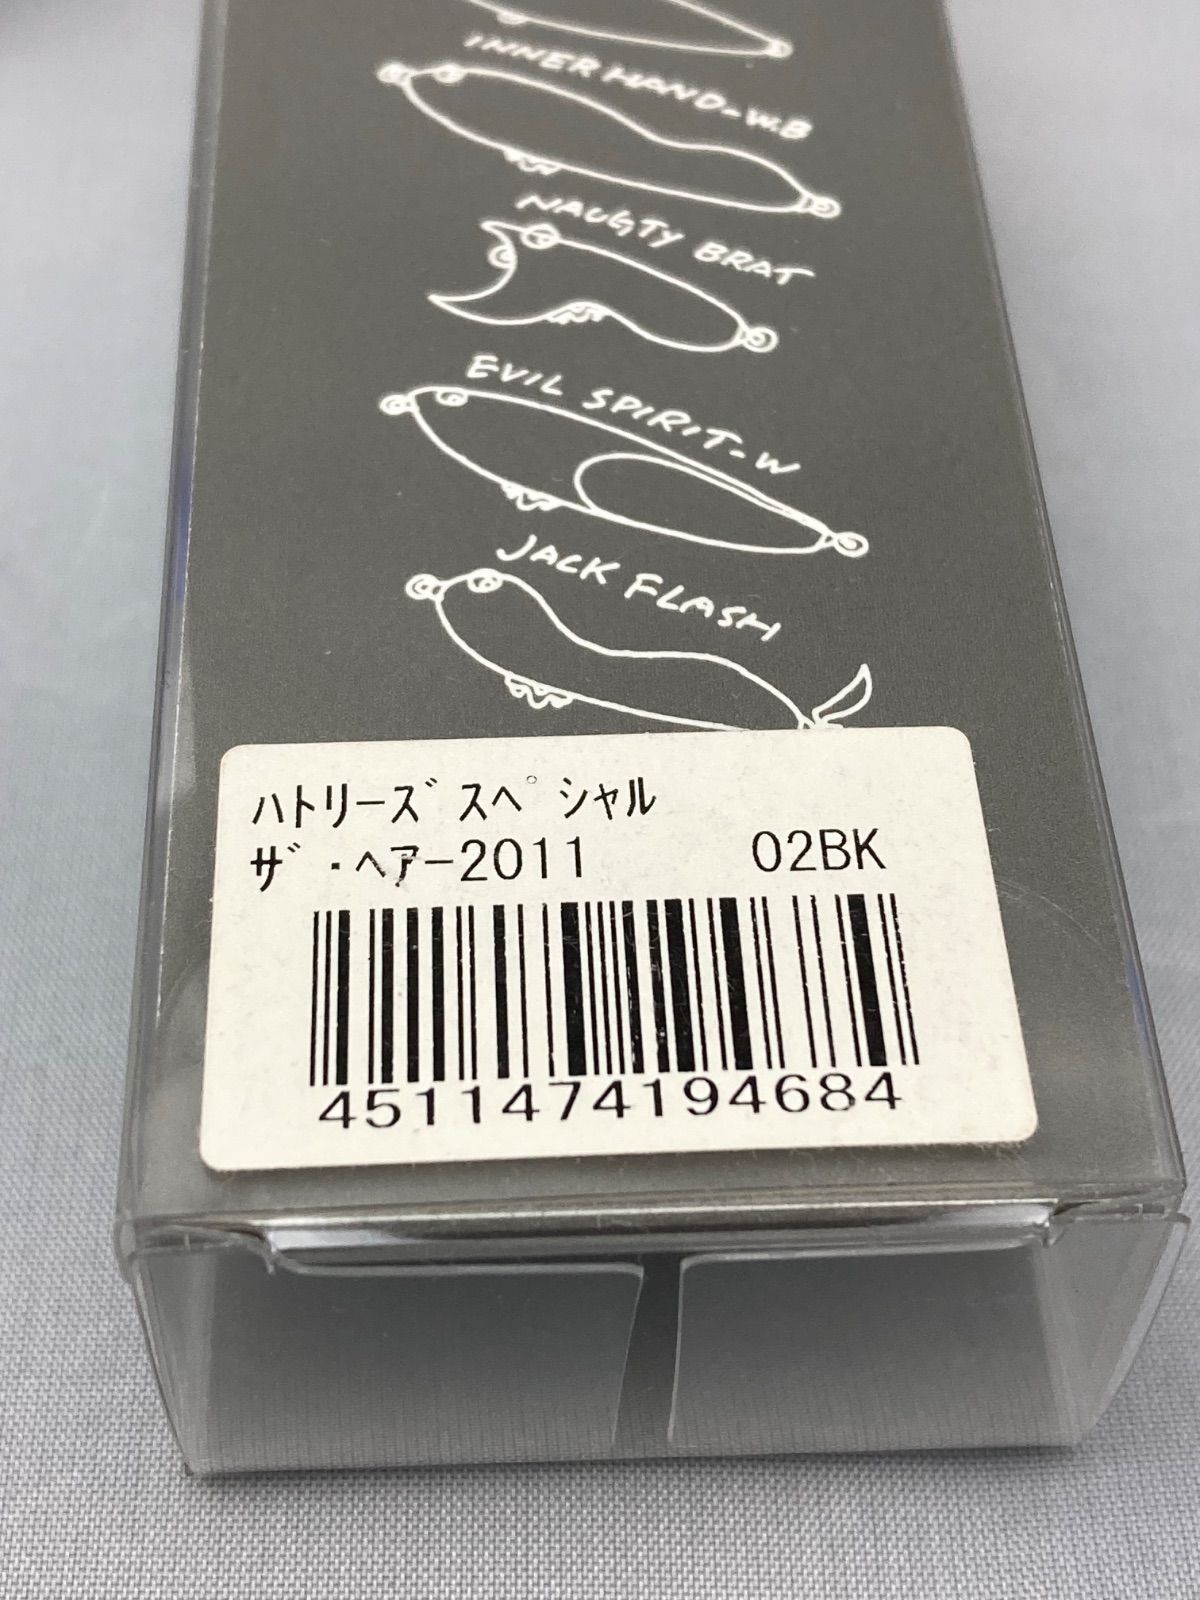 INNER HAND-W.B
NAUGTY BRAT
EVIL SPIRIT-W
JACK FLASH
ﾊﾄﾘｰｽﾞｽﾍﾟｼｬﾙ
ｻﾞ･ﾍｱｰ2011 02BK
4511474194684